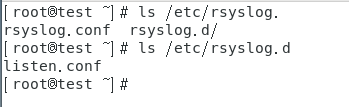 [root@test ~]# ls /etc/rsyslog.
rsyslog.conf  rsyslog.d/
[root@test ~]# ls /etc/rsyslog.d
listen.conf
[root@test ~]#